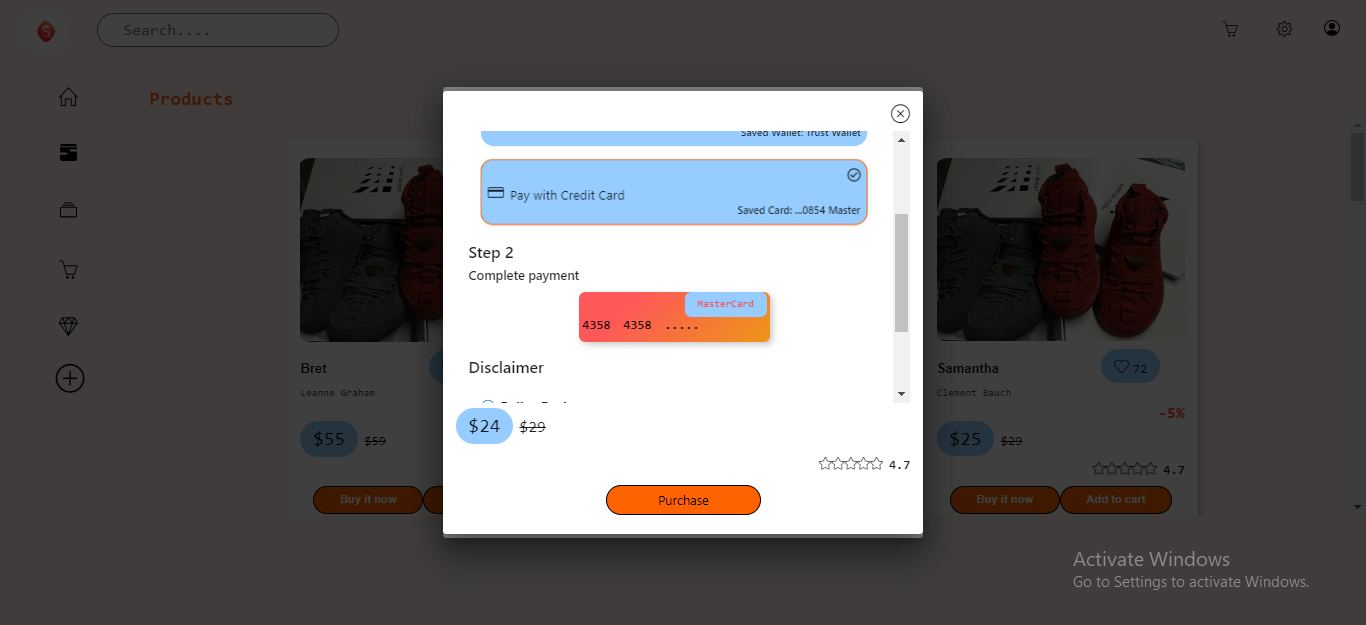 Search....
Products
Saved Wallet: Trust Wallet
Pay with Credit Card
Saved Card: ...0854 Master
Step 2
Complete payment
MasterCard
4358 4358 .....
Disclaimer
$24 $29
4.7
Purchase
Bret
Leanne Graham
$55 $59
Buy it now
Samantha
72
Clement Bauch
-5%
$25 $29
4.7
Buy it now Add to cart
Activate Windows
Go to Settings to activate Windows.